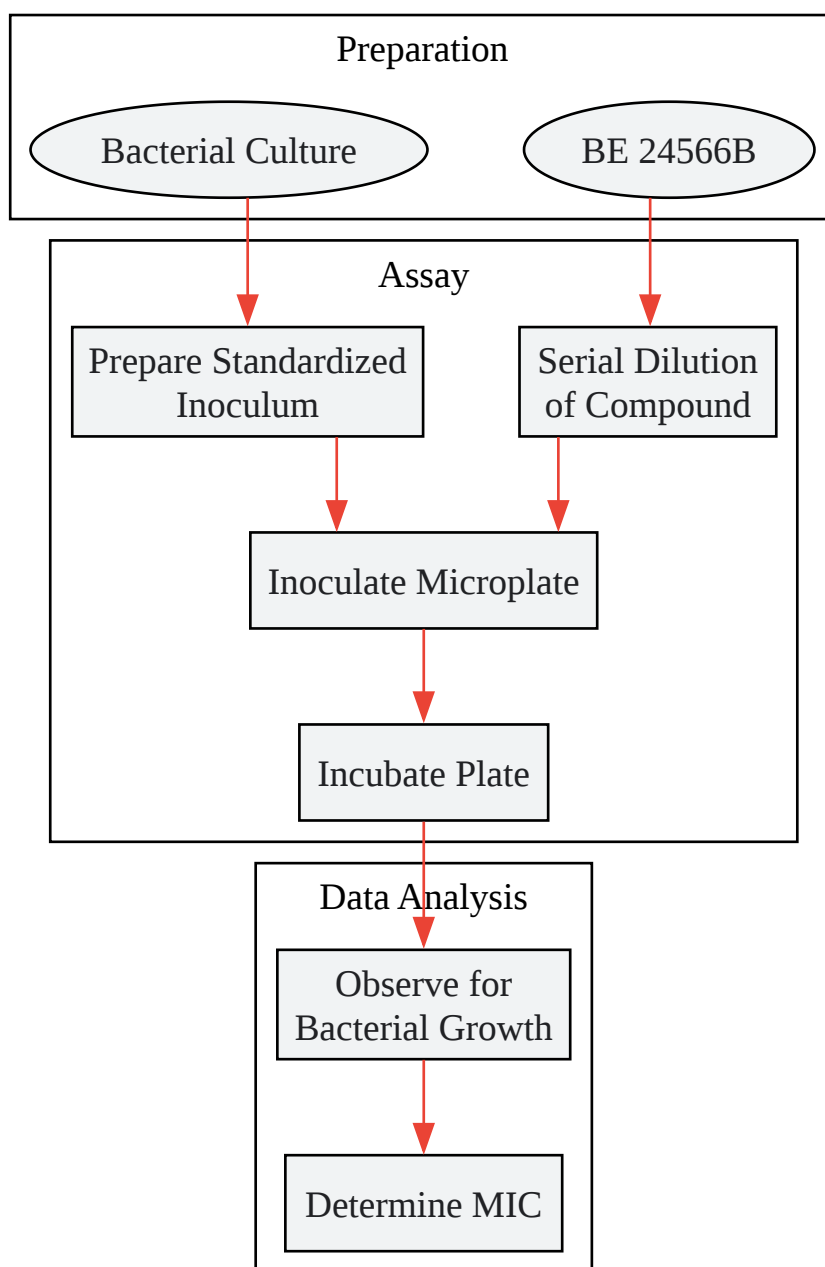 Preparation
Bacterial Culture
BE 24566B
Assay
Prepare Standardized
Inoculum
Serial Dilution
of Compound
Inoculate Microplate
Incubate Plate
Data Analysis
Observe for
Bacterial Growth
Determine MIC